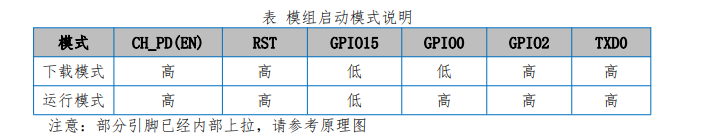 表 模组启动模式说明
模式 CH_PD(EN) RST GPIO15 GPIO0 GPIO2 TXD0
下载模式 高 高 低 低 高 高
运行模式 高 高 低 高 高 高
注意：部分引脚已经内部上拉，请参考原理图